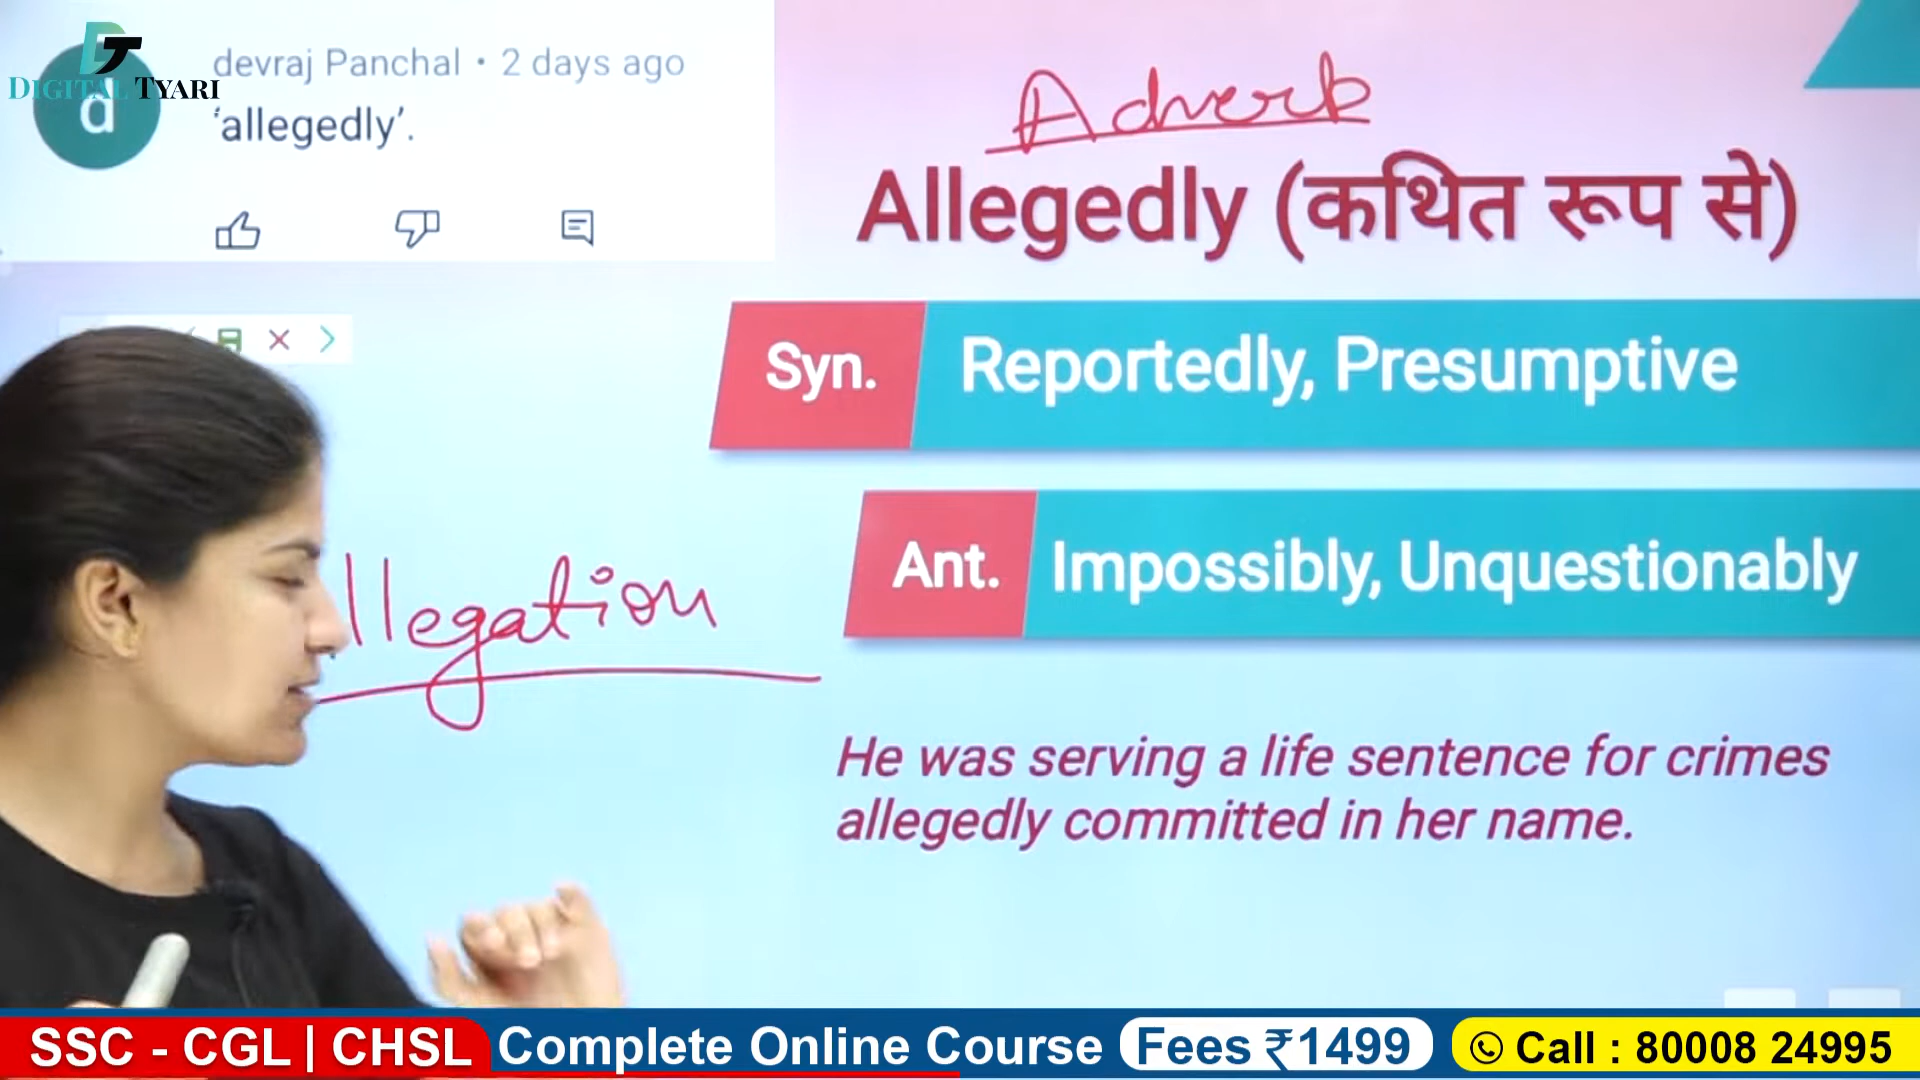 DT
DIGITAL TYARI
d
devraj Panchal • 2 days ago
‘allegedly’.
Adverb
Allegedly (कथित रूप से)
Syn. Reportedly, Presumptive
Ant. Impossibly, Unquestionably
llegation
He was serving a life sentence for crimes
allegedly committed in her name.
SSC - CGL | CHSL Complete Online Course Fees ₹1499 Call : 80008 24995